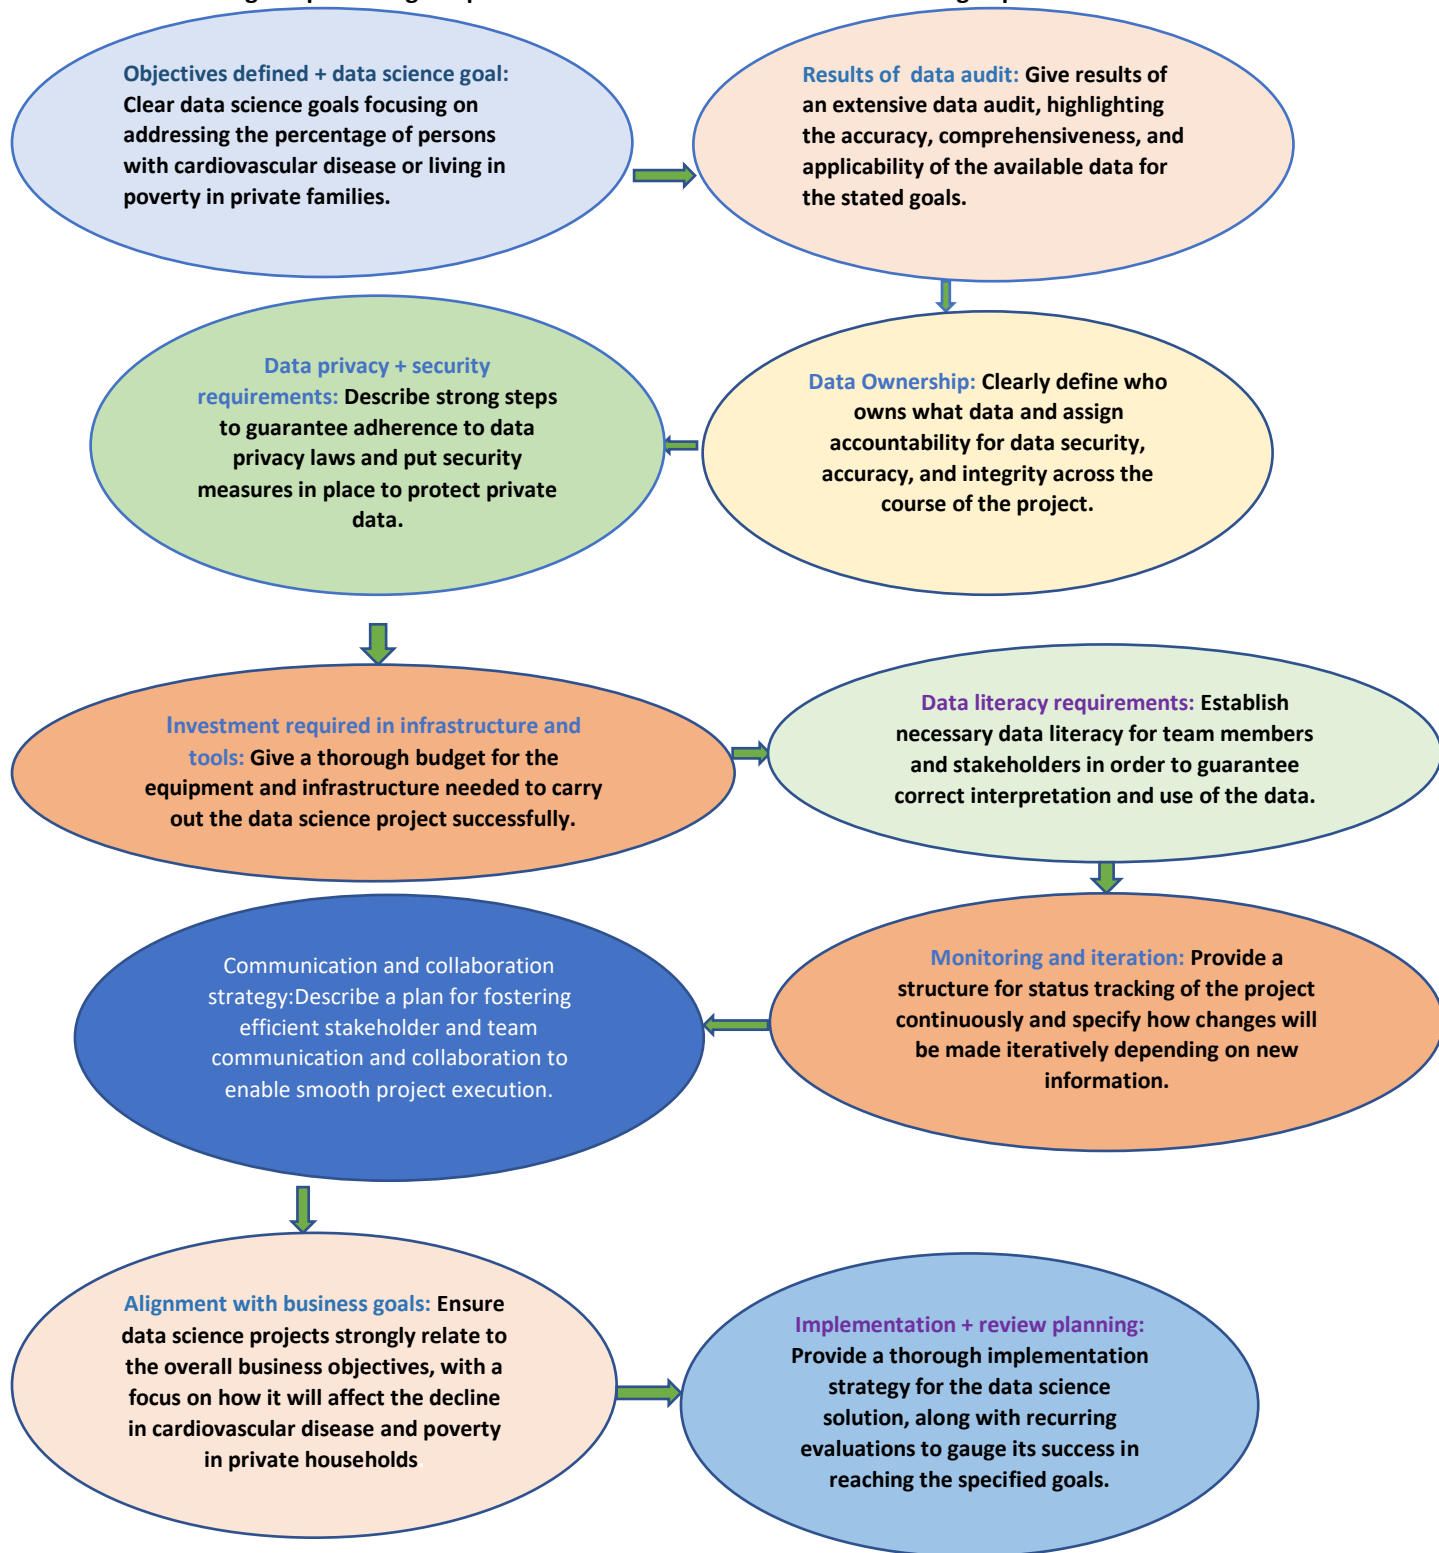 Objectives defined + data science goal:
Clear data science goals focusing on
addressing the percentage of persons
with cardiovascular disease or living in
poverty in private families.
Results of  data audit: Give results of
an extensive data audit, highlighting
the accuracy, comprehensiveness, and
applicability of the available data for
the stated goals.
Data Ownership: Clearly define who
owns what data and assign
accountability for data security,
accuracy, and integrity across the
course of the project.
Data privacy + security
requirements: Describe strong steps
to guarantee adherence to data
privacy laws and put security
measures in place to protect private
data.
Investment required in infrastructure and
tools: Give a thorough budget for the
equipment and infrastructure needed to carry
out the data science project successfully.
Data literacy requirements: Establish
necessary data literacy for team members
and stakeholders in order to guarantee
correct interpretation and use of the data.
Monitoring and iteration: Provide a
structure for status tracking of the project
continuously and specify how changes will
be made iteratively depending on new
information.
Communication and collaboration
strategy:Describe a plan for fostering
efficient stakeholder and team
communication and collaboration to
enable smooth project execution.
Alignment with business goals: Ensure
data science projects strongly relate to
the overall business objectives, with a
focus on how it will affect the decline
in cardiovascular disease and poverty
in private households.
Implementation + review planning:
Provide a thorough implementation
strategy for the data science
solution, along with recurring
evaluations to gauge its success in
reaching the specified goals.